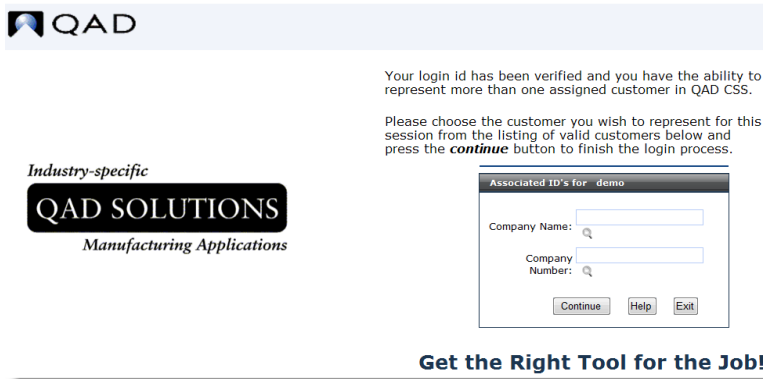 QAD
Your login id has been verified and you have the ability to
represent more than one assigned customer in QAD CSS.
Please choose the customer you wish to represent for this
session from the listing of valid customers below and
press the continue button to finish the login process.
Industry-specific
QAD SOLUTIONS
Manufacturing Applications
Associated ID's for demo
Company Name:
Company
Number:
Continue Help Exit
Get the Right Tool for the Job!